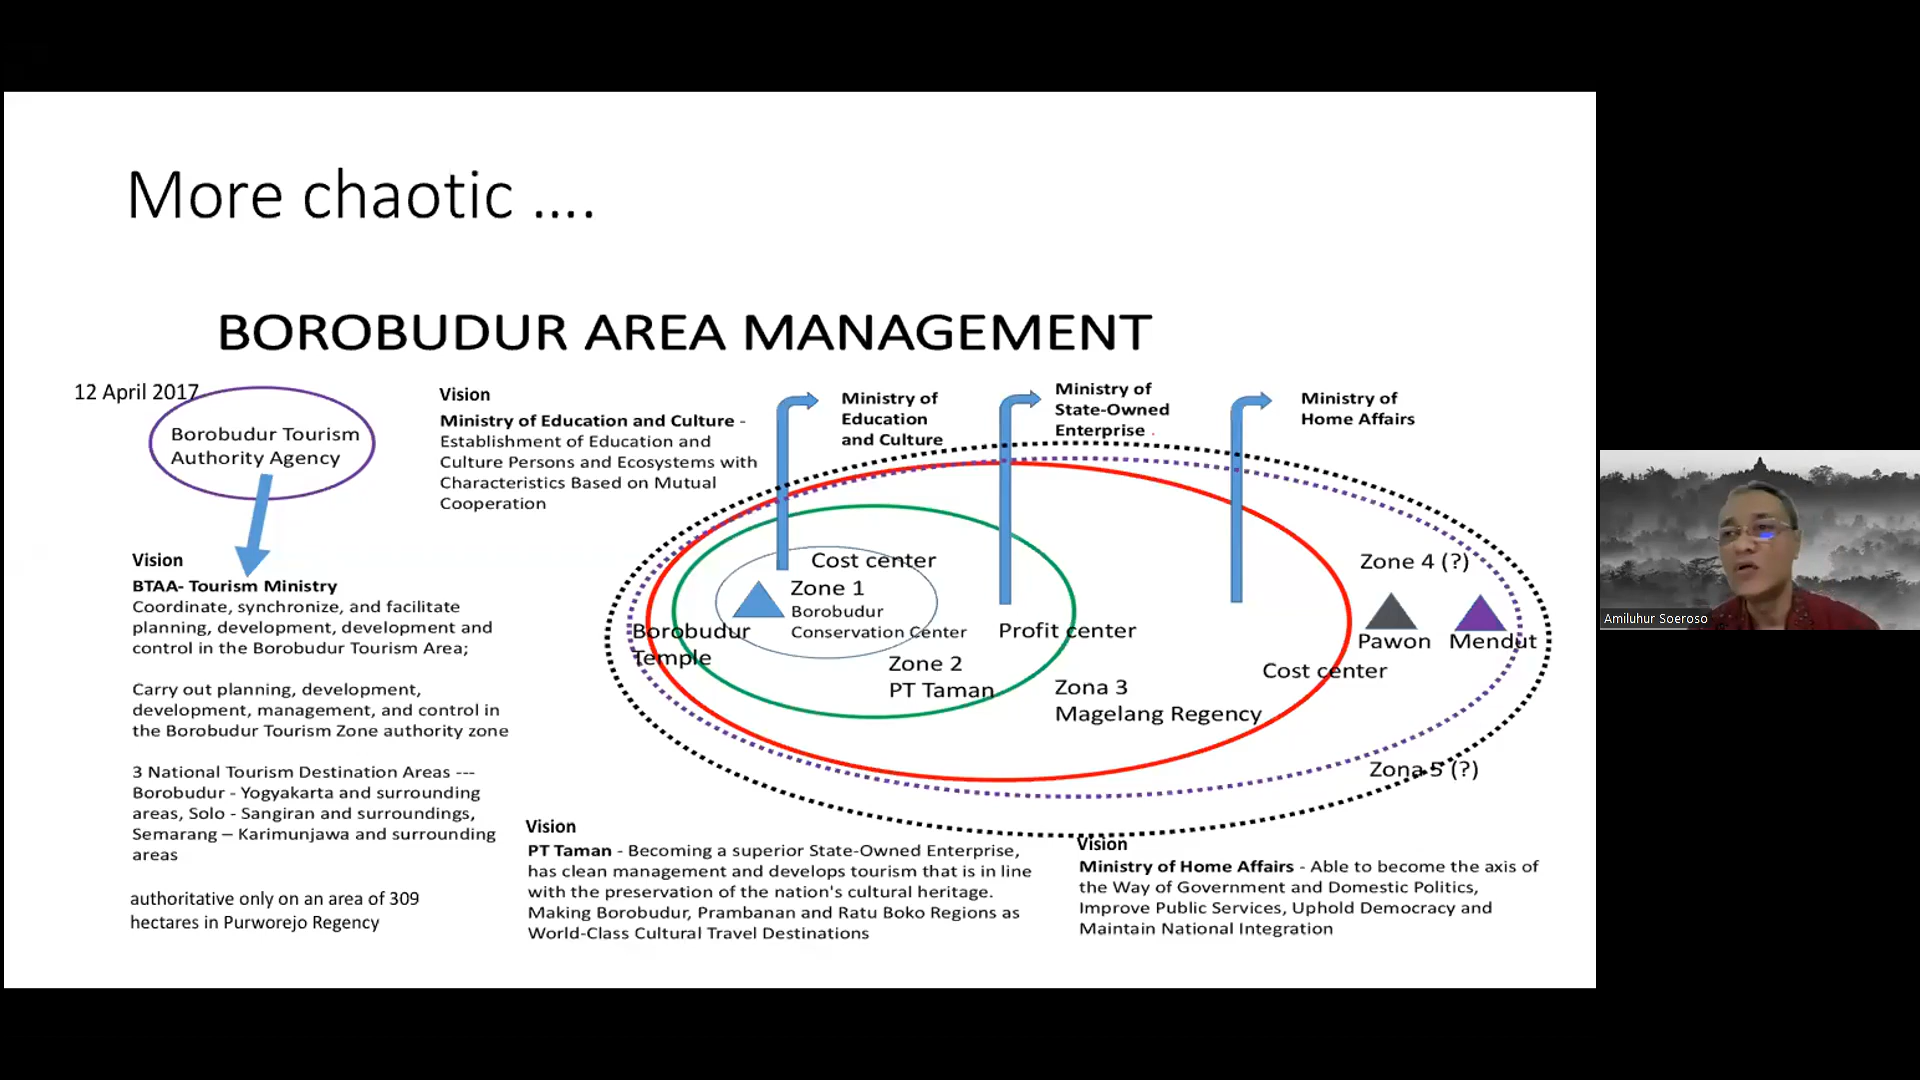 More chaotic ....
BOROBUDUR AREA MANAGEMENT
12 April 2017
Borobudur Tourism
Authority Agency
Vision
BTAA- Tourism Ministry
Coordinate, synchronize, and facilitate
planning, development, development and
control in the Borobudur Tourism Area;
Carry out planning, development,
development, management, and control in
the Borobudur Tourism Zone authority zone
3 National Tourism Destination Areas ---
Borobudur - Yogyakarta and surrounding
areas, Solo - Sangiran and surroundings,
Semarang – Karimunjawa and surrounding
areas
authoritative only on an area of 309
hectares in Purworejo Regency
Vision
Ministry of Education and Culture -
Establishment of Education and
Culture Persons and Ecosystems with
Characteristics Based on Mutual
Cooperation
Ministry of
Education
and Culture
Ministry of
State-Owned
Enterprise .
Ministry of
Home Affairs
Cost center
Zone 1
Borobudur
Conservation Center
Borobudur
Temple
Zone 2
PT Taman
Profit center
Zona 3
Magelang Regency
Cost center
Zone 4 (?)
Pawon
Mendut
Zona 5 (?)
Vision
PT Taman - Becoming a superior State-Owned Enterprise,
has clean management and develops tourism that is in line
with the preservation of the nation's cultural heritage.
Making Borobudur, Prambanan and Ratu Boko Regions as
World-Class Cultural Travel Destinations
Vision
Ministry of Home Affairs - Able to become the axis of
the Way of Government and Domestic Politics,
Improve Public Services, Uphold Democracy and
Maintain National Integration
Amiluhur Soeroso